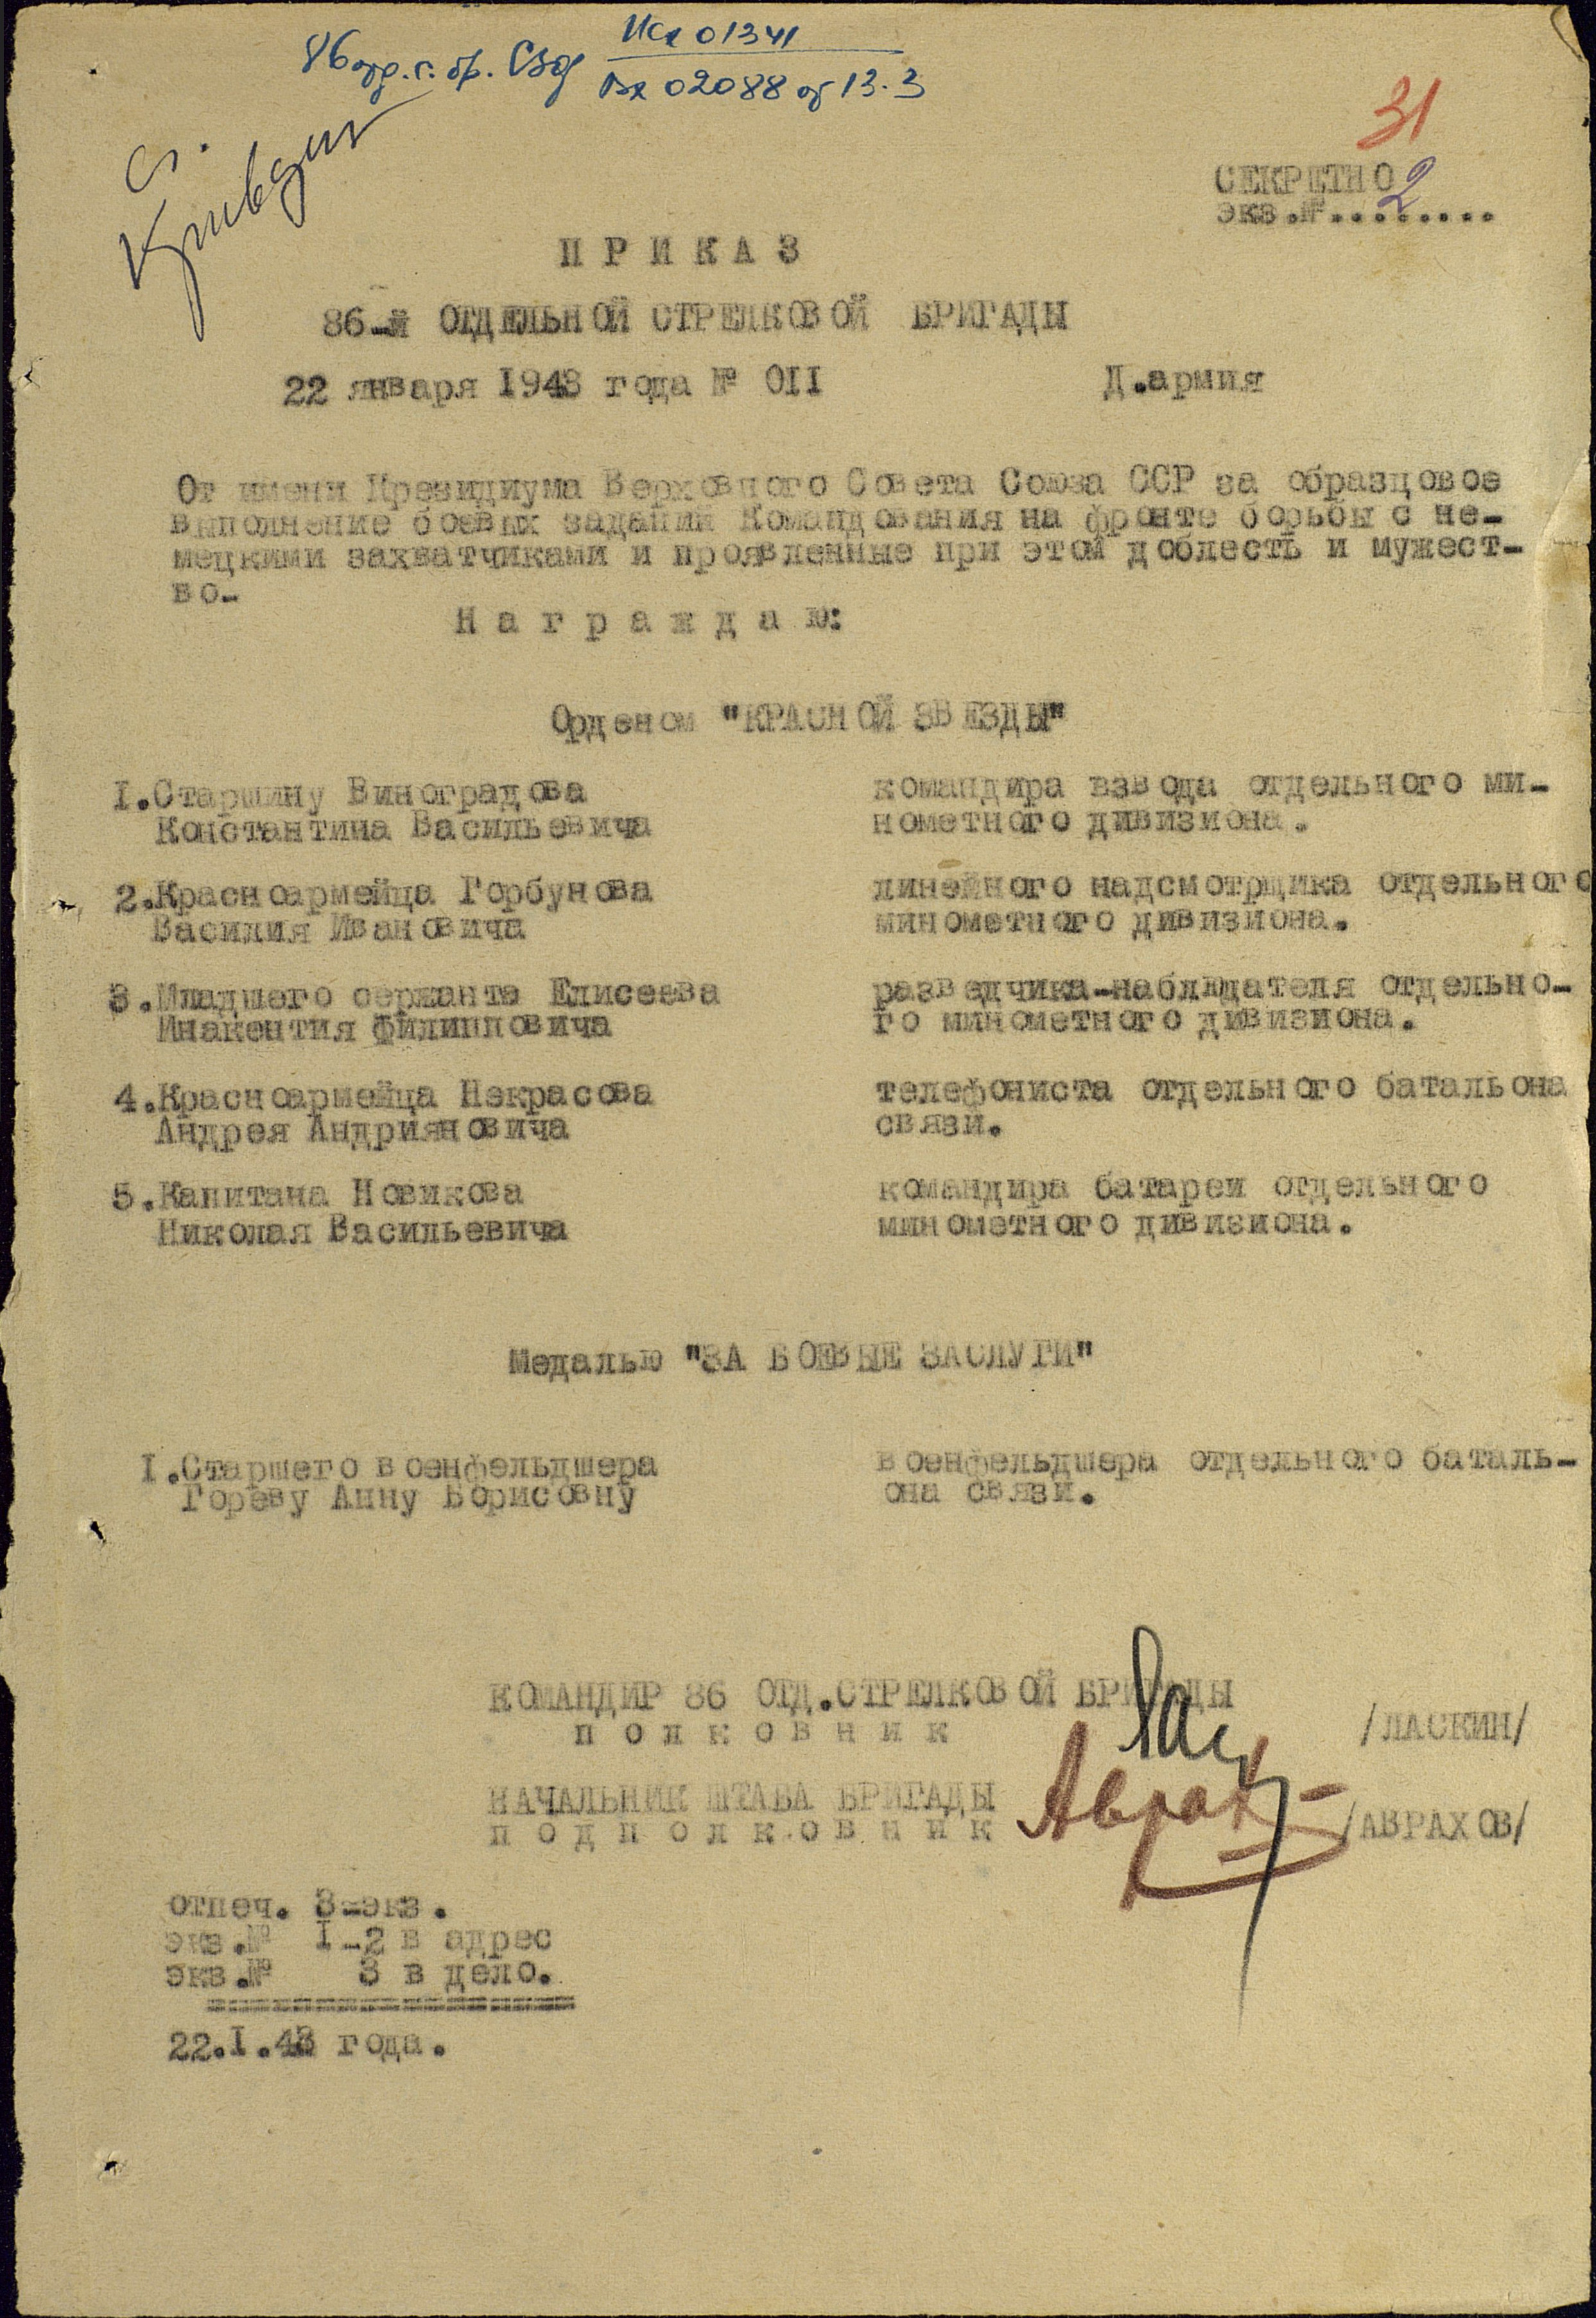 86 отд. с. бр. Сзф
Исх 01341
Вх 02088 от 13.3
31
СЕКРЕТНО
экз.№........ 2
П Р И К А З
86-й ОТДЕЛЬНОЙ СТРЕЛКОВОЙ БРИГАДЫ
22 января 1943 года № 011 Д.армия
От имени Президиума Верховного Совета Союза ССР за образцовое
выполнение боевых заданий Командования на фронте борьбы с не-
мецкими захватчиками и проявленные при этом доблесть и мужест-
во-
Н а г р а ж д а ю:
Орденом "КРАСНОЙ ЗВЕЗДЫ"
1.Старшину Виноградова командира взвода отдельного ми-
Константина Васильевича нометного дивизиона.
2.Красноармейца Горбунова линейного надсмотрщика отдельного
Василия Ивановича минометного дивизиона.
3.Младшего сержанта Елисеева разведчика-наблюдателя отдельно-
Инакентия Филипповича го минометного дивизиона.
4.Красноармейца Некрасова телефониста отдельного батальона
Андрея Андрияновича связи.
5.Капитана Новикова командира батареи отдельного
Николая Васильевича минометного дивизиона.
Медалью "ЗА БОЕВЫЕ ЗАСЛУГИ"
1.Старшего военфельдшера военфельдшера отдельного баталь-
Гореву Анну Борисовну она связи.
КОМАНДИР 86 ОТД.СТРЕЛКОВОЙ БРИГАДЫ
п о л к о в н и к /ЛАСКИН/
НАЧАЛЬНИК ШТАБА БРИГАДЫ
п о д п о л к о в н и к /АВРАХОВ/
отпеч. 3-экз.
экз.№ 1-2 в адрес
экз.№ 3 в дело.
22.1.43 года.